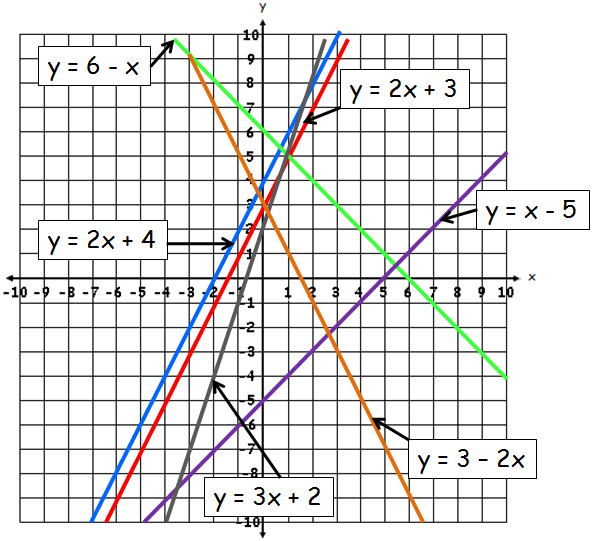 y
y = 6 - x
10
9
8
7
6
5
4
3
2
1
y = 2x + 3
y = x - 5
y = 2x + 4
-10 -9 -8 -7 -6 -5 -4 -3 -2 -1 1 2 3 4 5 6 7 8 9 10 x
-1
-2
-3
-4
-5
-6
-7
-8
-10
y = 3 - 2x
y = 3x + 2